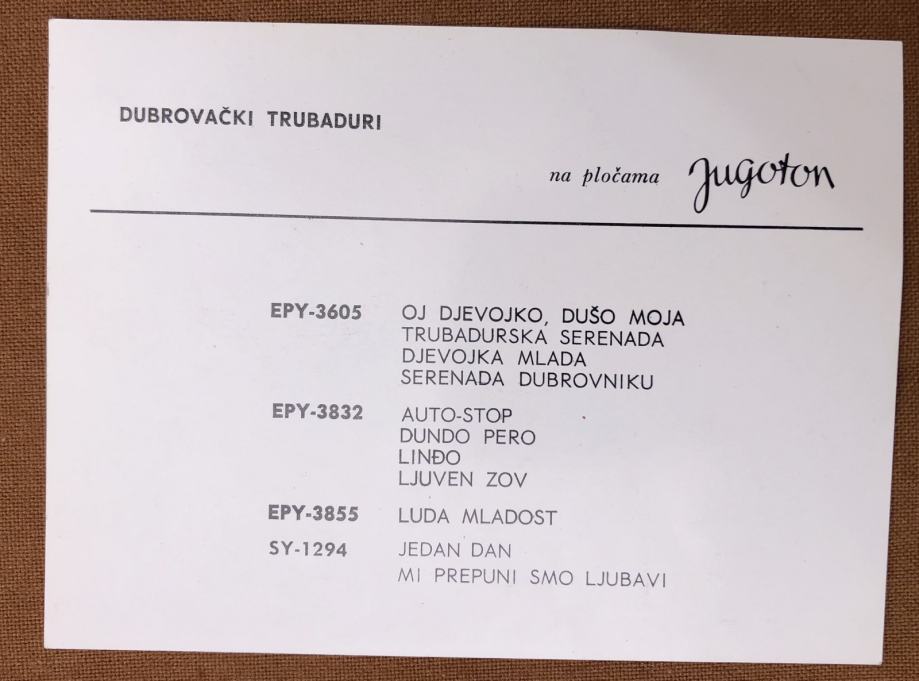 DUBROVAČKI TRUBADURI
na pločama Jugoton
EPY-3605 OJ DJEVOJKO, DUŠO MOJA
TRUBADURSKA SERENADA
DJEVOJKA MLADA
SERENADA DUBROVNIKU
EPY-3832 AUTO-STOP
DUNDO PERO
LINĐO
LJUVEN ZOV
EPY-3855 LUDA MLADOST
SY-1294 JEDAN DAN
MI PREPUNI SMO LJUBAVI